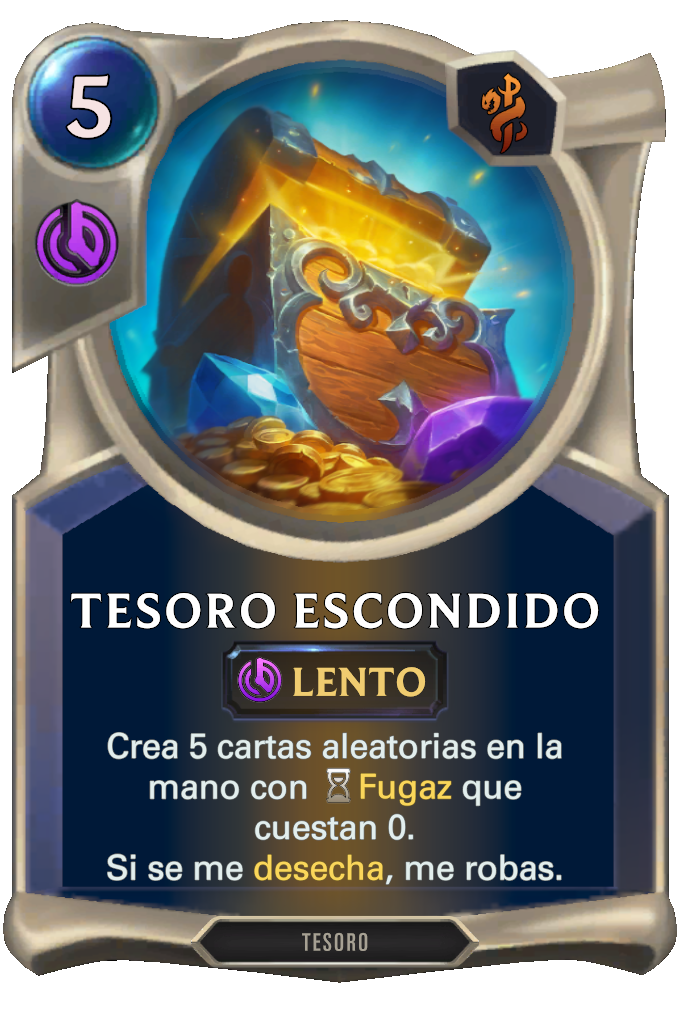 5
TESORO ESCONDIDO
LENTO
Crea 5 cartas aleatorias en la
mano con Fugaz que
cuestan 0.
Si se me desecha, me robas.
TESORO